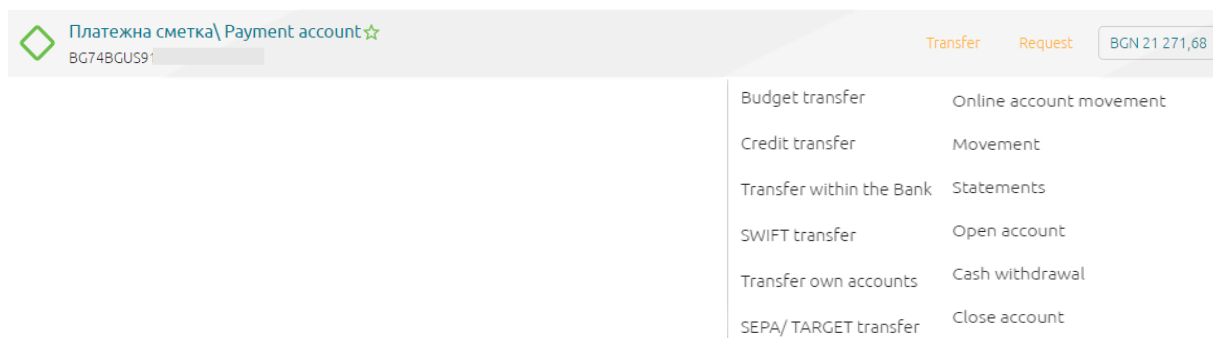 Платежна сметка\ Payment account
BG74BGUS91
Transfer
Request
BGN 21 271,68
Budget transfer
Credit transfer
Transfer within the Bank
SWIFT transfer
Transfer own accounts
SEPA/ TARGET transfer
Online account movement
Movement
Statements
Open account
Cash withdrawal
Close account